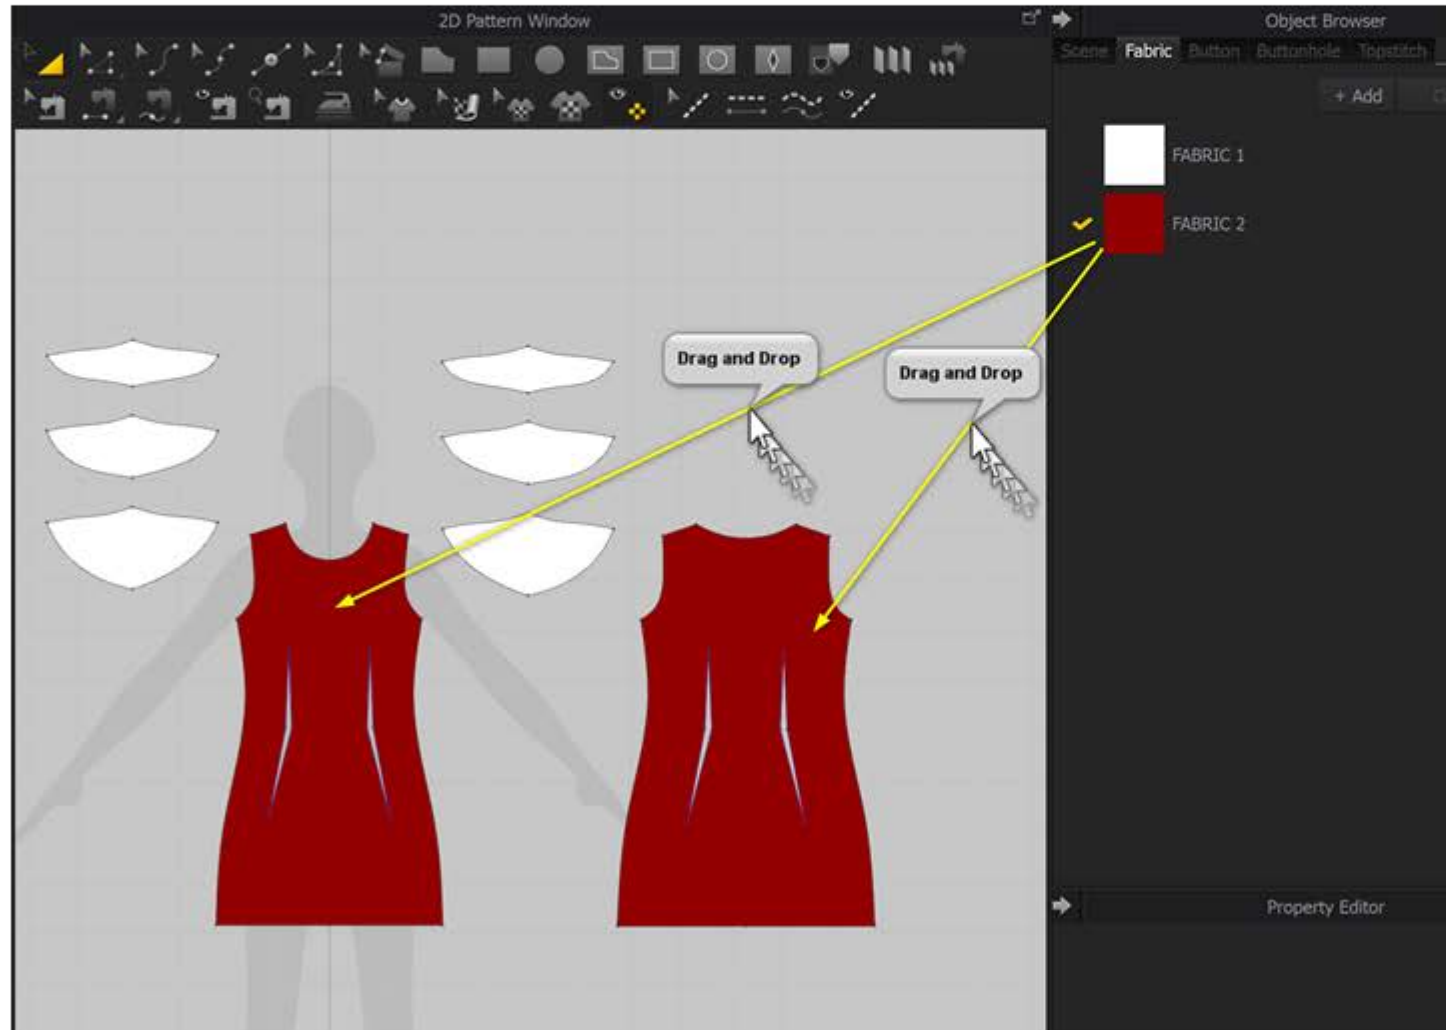 2D Pattern Window
Object Browser
Scene Fabric Button Buttonhole Topstitch
+ Add
FABRIC 1
FABRIC 2
Drag and Drop
Drag and Drop
Property Editor